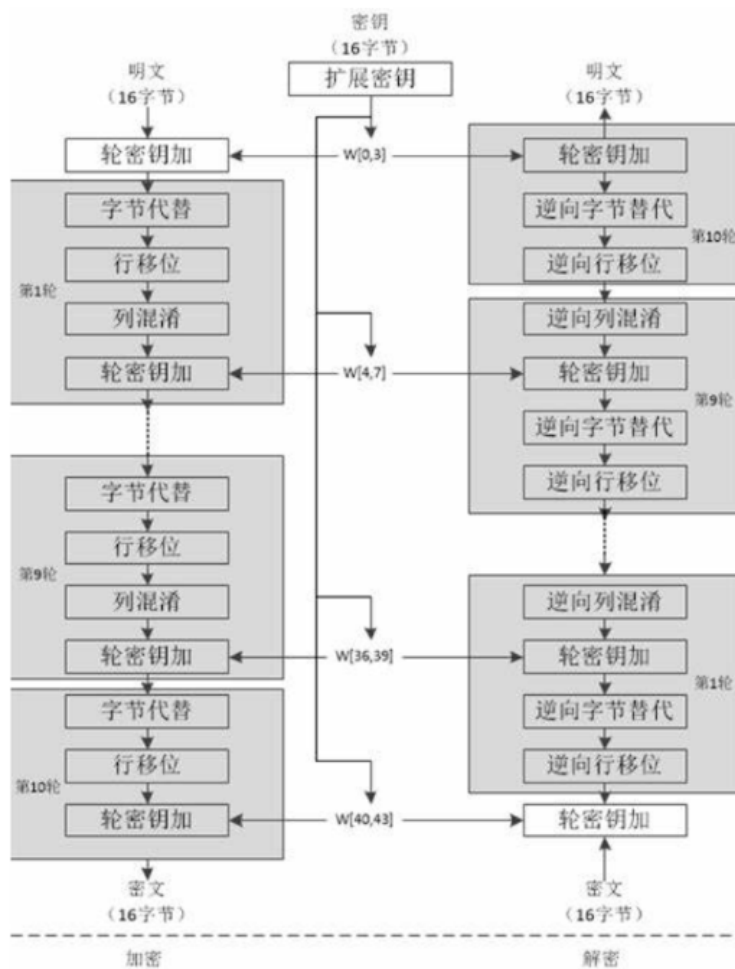 密钥
（16字节）
扩展密钥
明文
（16字节）
轮密钥加
字节代替
行移位
列混淆
轮密钥加
第1轮
字节代替
行移位
列混淆
轮密钥加
第9轮
字节代替
行移位
轮密钥加
第10轮
密文
（16字节）
加密
W[0,3]
W[4,7]
W[36,39]
W[40,43]
明文
（16字节）
轮密钥加
逆向字节替代
逆向行移位
第10轮
逆向列混淆
轮密钥加
逆向字节替代
逆向行移位
第9轮
逆向列混淆
轮密钥加
逆向字节替代
逆向行移位
第1轮
轮密钥加
密文
（16字节）
解密